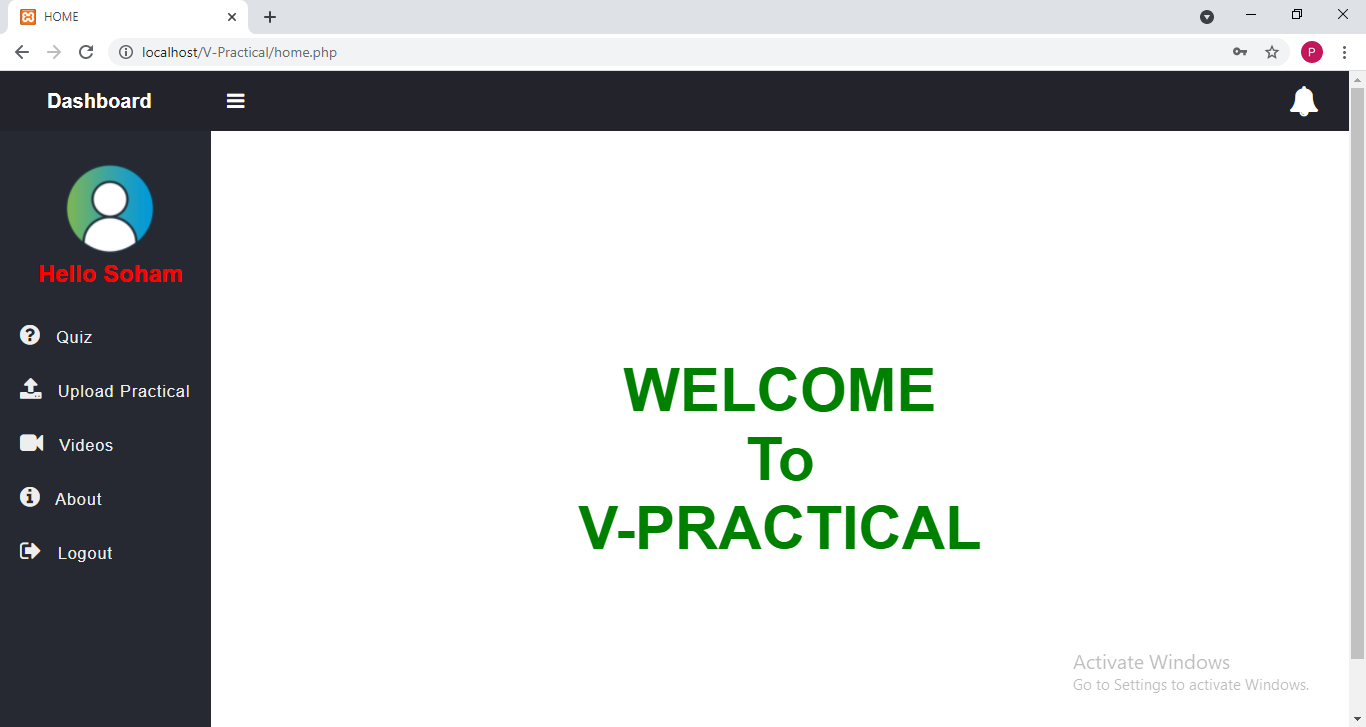 HOME
localhost/V-Practical/home.php
P
Dashboard
Hello Soham
Quiz
Upload Practical
Videos
About
Logout
WELCOME
To
V-PRACTICAL
Activate Windows
Go to Settings to activate Windows.